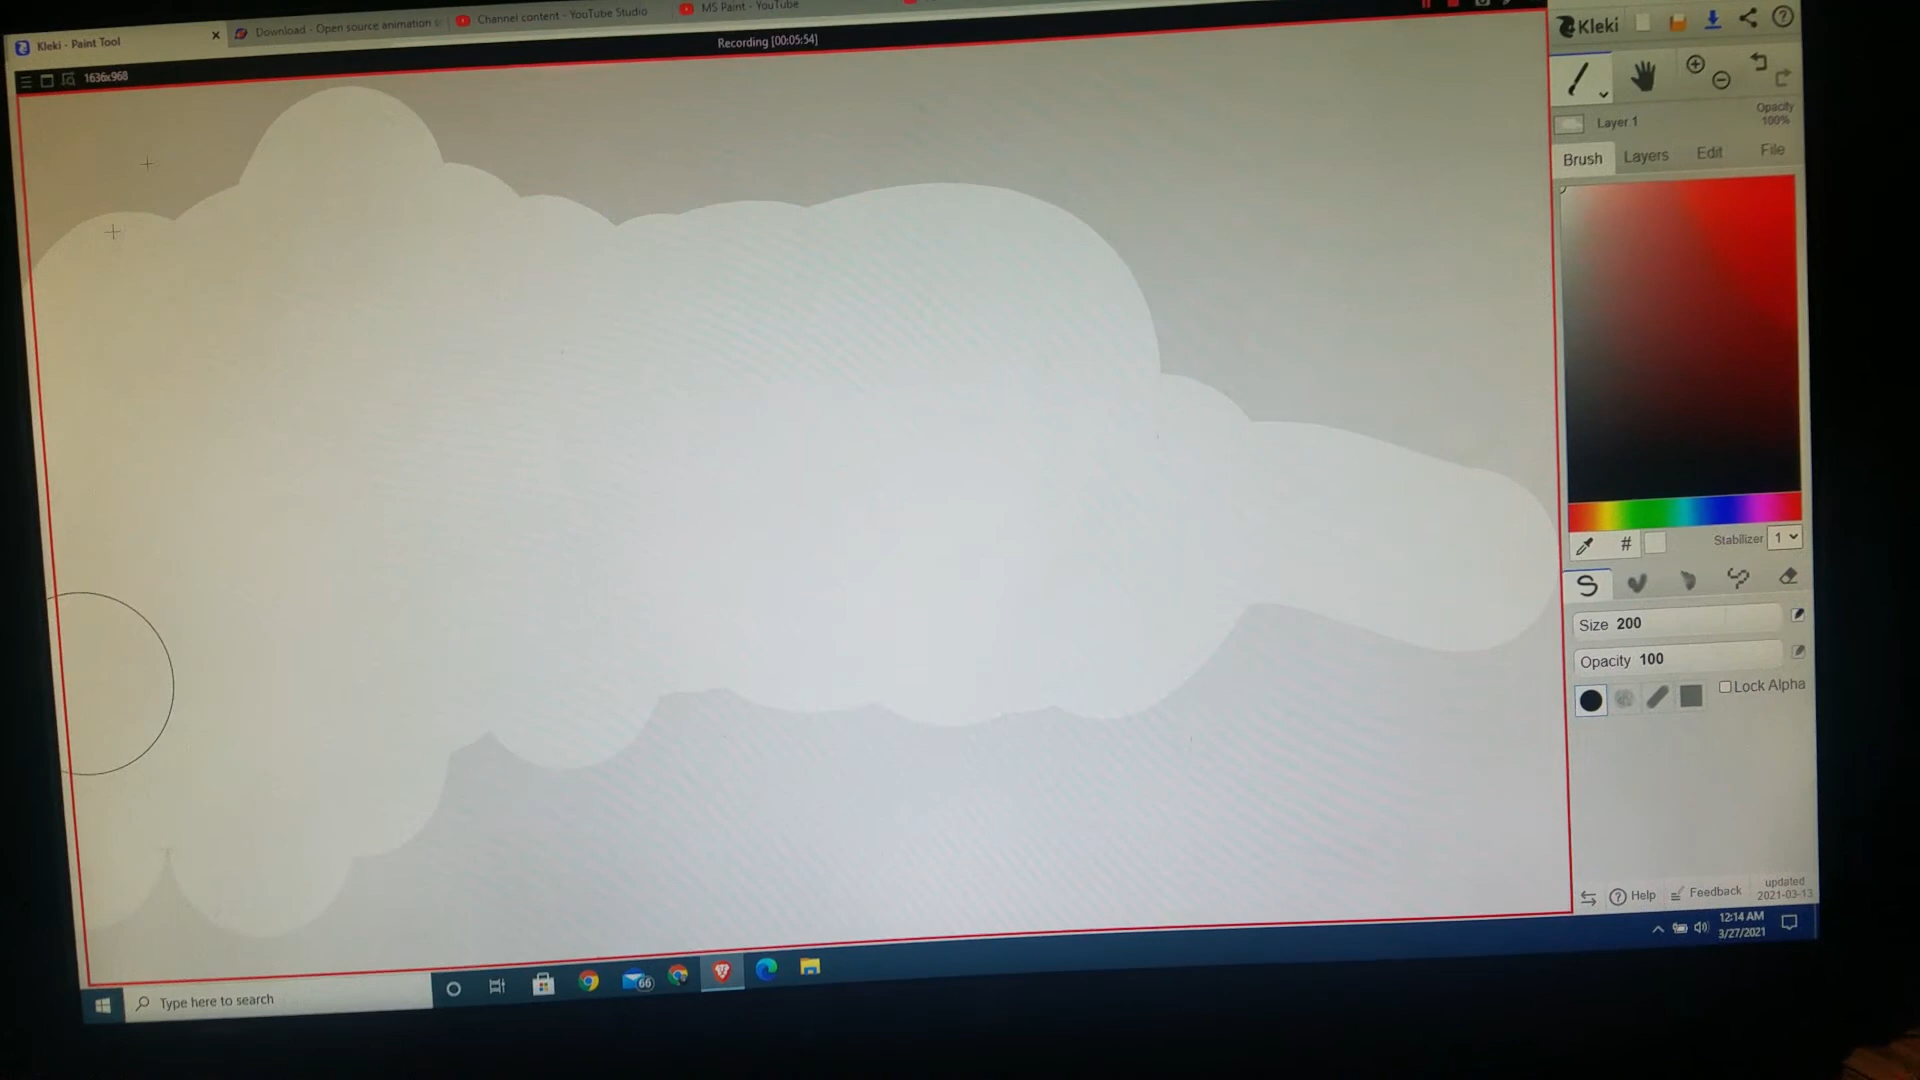 Kleki - Paint Tool
Download - Open source animation s
Channel content - YouTube Studio
MS Paint - YouTube
Recording [00:05:54]
1636x968
Kleki
Layer 1
Opacity
100%
Brush
Layers
Edit
File
#
Stabilizer 1
Size 200
Opacity 100
Lock Alpha
Help
Feedback
updated
2021-03-13
Type here to search
66
12:14 AM
3/27/2021